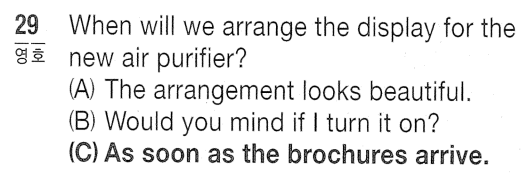 29 When will we arrange the display for the
영호 new air purifier?
(A) The arrangement looks beautiful.
(B) Would you mind if I turn it on?
(C) As soon as the brochures arrive.